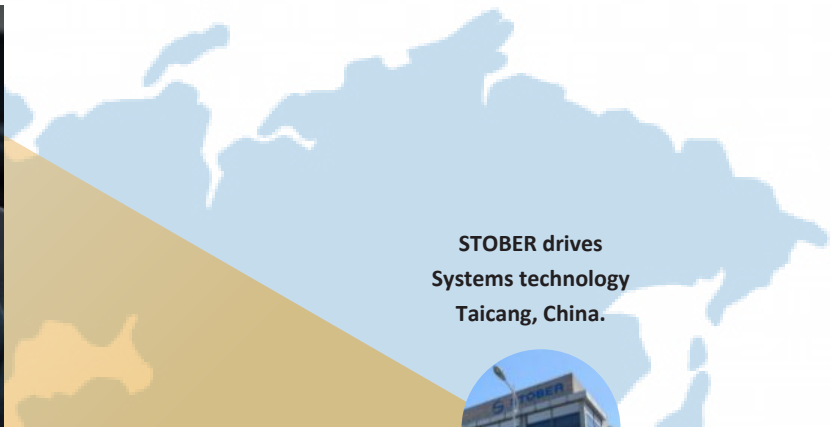 STOBER drives
Systems technology
Taicang, China.
STOBER